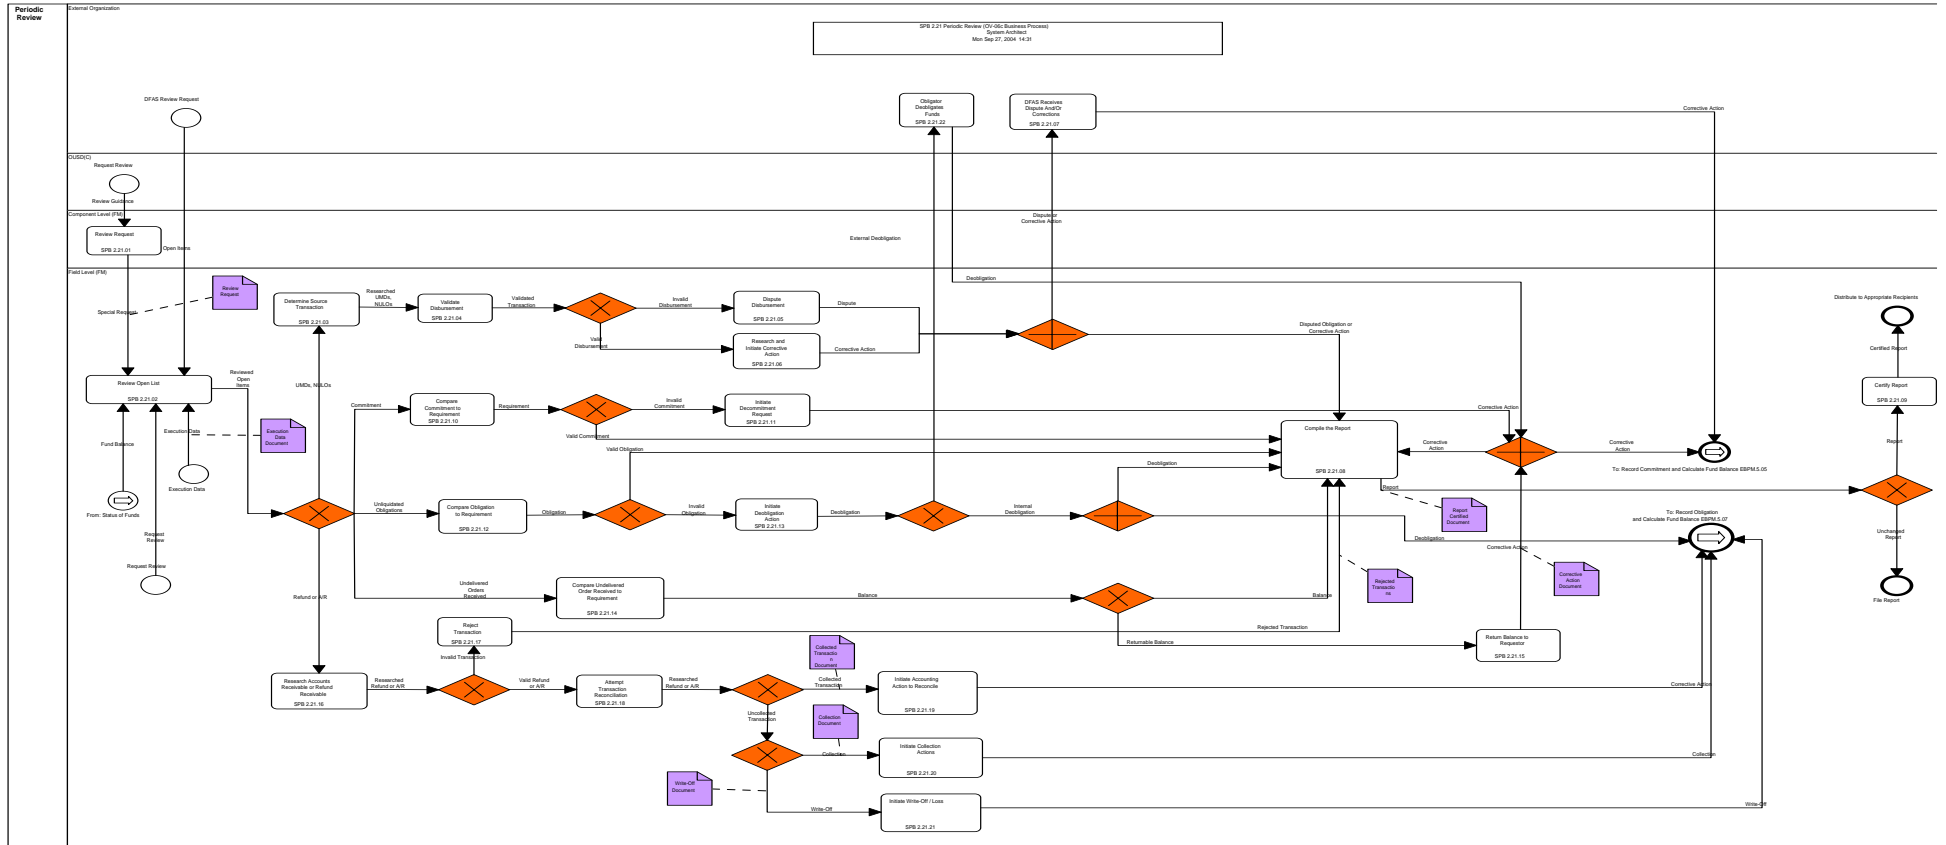 Periodic
Review
External Organization
SPB 2.21 Periodic Review (OV-06c Business Process)
System Architect
Mon Sep 27, 2004 14:31
DFAS Review Request
Obligator
Deobligates
Funds
SPB 2.21.22
DFAS Receives
Dispute And/Or
Corrections
SPB 2.21.07
Corrective Action
OUSD(C)
Request Review
Review Guidance
Component Level (FM)
Review Request
SPB 2.21.01
Open Items
Dispute or
Corrective Action
External Deobligation
Field Level (FM)
Deobligation
Review
Request
Special Request
Determine Source
Transaction
SPB 2.21.03
Researched
UMDs,
NULOs
Validate
Disbursement
SPB 2.21.04
Validated
Transaction
Invalid
Disbursement
Dispute
Disbursement
SPB 2.21.05
Dispute
Valid
Disbursement
Research and
Initiate Corrective
Action
SPB 2.21.06
Corrective Action
Disputed Obligation or
Corrective Action
Distribute to Appropriate Recipients
Certified Report
Certify Report
SPB 2.21.09
Review Open List
SPB 2.21.02
Reviewed
Open
Items
UMDs, NULOs
Commitment
Compare
Commitment to
Requirement
SPB 2.21.10
Requirement
Invalid
Commitment
Initiate
Decommitment
Request
SPB 2.21.11
Corrective Action
Valid Commitment
Fund Balance
Execution Data
Execution
Data
Document
Execution Data
From: Status of Funds
Request
Review
Request Review
Valid Obligation
Compile the Report
SPB 2.21.08
Corrective
Action
Corrective
Action
To: Record Commitment and Calculate Fund Balance EBPM.5.05
Report
Report
Deobligation
Unliquidated
Obligations
Compare Obligation
to Requirement
SPB 2.21.12
Obligation
Invalid
Obligation
Initiate
Deobligation
Action
SPB 2.21.13
Deobligation
Internal
Deobligation
Report
Certified
Document
To: Record Obligation
and Calculate Fund Balance EBPM.5.07
Deobligation
Unchanged
Report
File Report
Corrective Action
Corrective
Action
Document
Rejected
Transactio
ns
Undelivered
Orders
Received
Compare Undelivered
Order Received to
Requirement
SPB 2.21.14
Balance
Balance
Refund or A/R
Reject
Transaction
SPB 2.21.17
Rejected Transaction
Returnable Balance
Return Balance to
Requestor
SPB 2.21.15
Invalid Transaction
Collected
Transactio
n
Document
Research Accounts
Receivable or Refund
Receivable
SPB 2.21.16
Researched
Refund or A/R
Valid Refund
or A/R
Attempt
Transaction
Reconciliation
SPB 2.21.18
Researched
Refund or A/R
Collected
Transaction
Initiate Accounting
Action to Reconcile
SPB 2.21.19
Corrective Action
Uncollected
Transaction
Collection
Document
Collection
Initiate Collection
Actions
SPB 2.21.20
Collection
Write-Off
Document
Write-Off
Initiate Write-Off / Loss
SPB 2.21.21
Write-Off